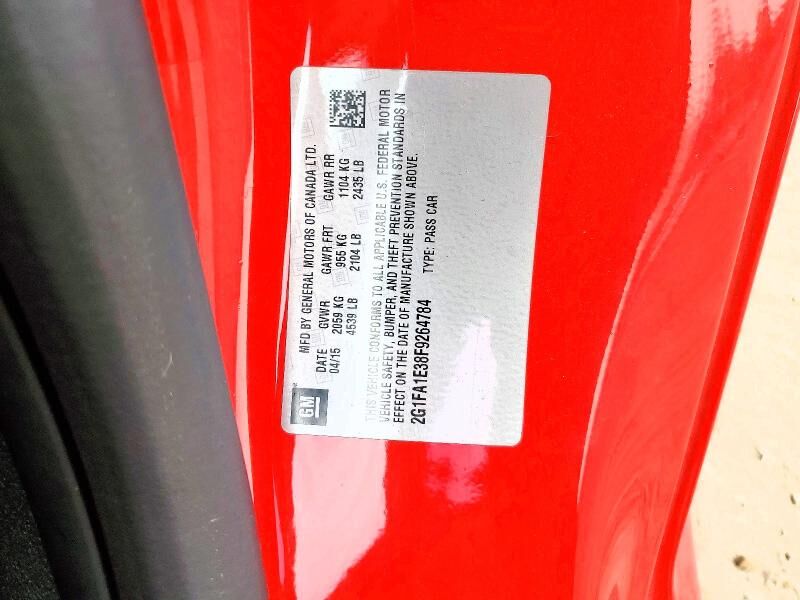 GM
MFD BY GENERAL MOTORS OF CANADA LTD.
DATE GVWR GAWR FRT GAWR RR
04/15 2059 KG 955 KG 1104 KG
4539 LB 2104 LB 2435 LB
THIS VEHICLE CONFORMS TO ALL APPLICABLE U.S. FEDERAL MOTOR
VEHICLE SAFETY, BUMPER, AND THEFT PREVENTION STANDARDS IN
EFFECT ON THE DATE OF MANUFACTURE SHOWN ABOVE.
2G1FA1E38F9264784 TYPE: PASS CAR